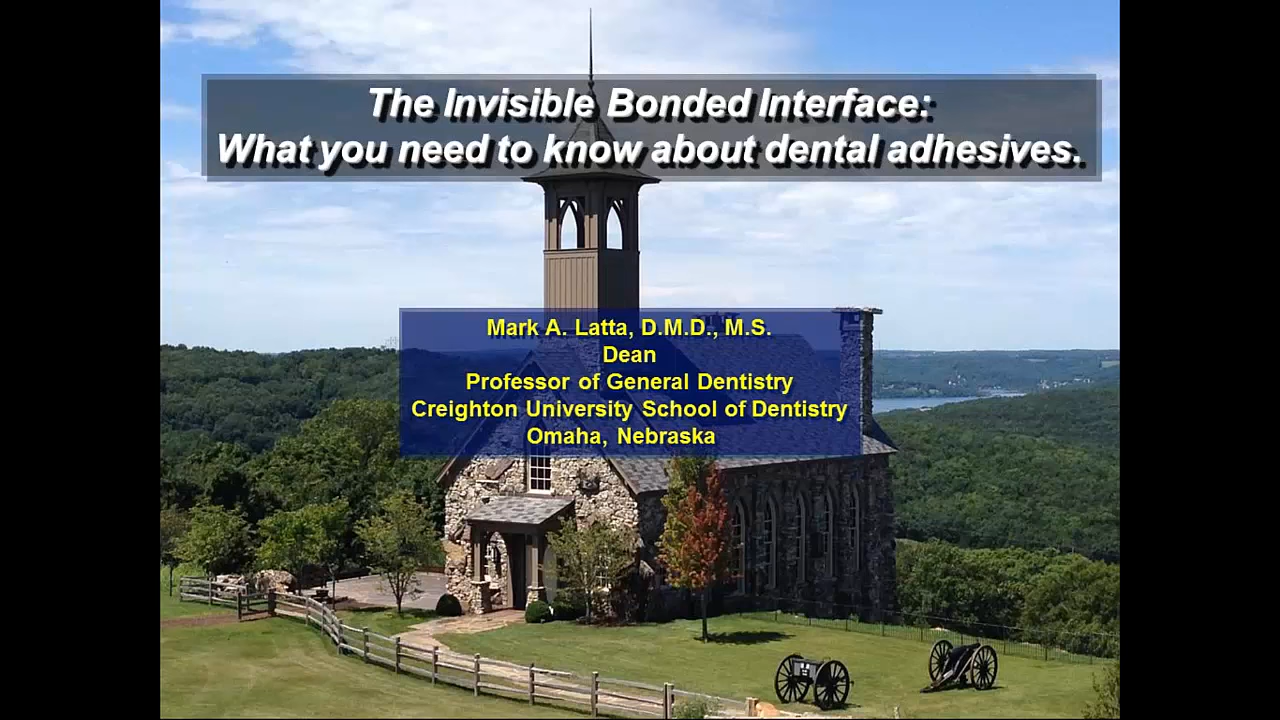 The Invisible Bonded Interface:
What you need to know about dental adhesives.
Mark A. Latta, D.M.D., M.S.
Dean
Professor of General Dentistry
Creighton University School of Dentistry
Omaha, Nebraska